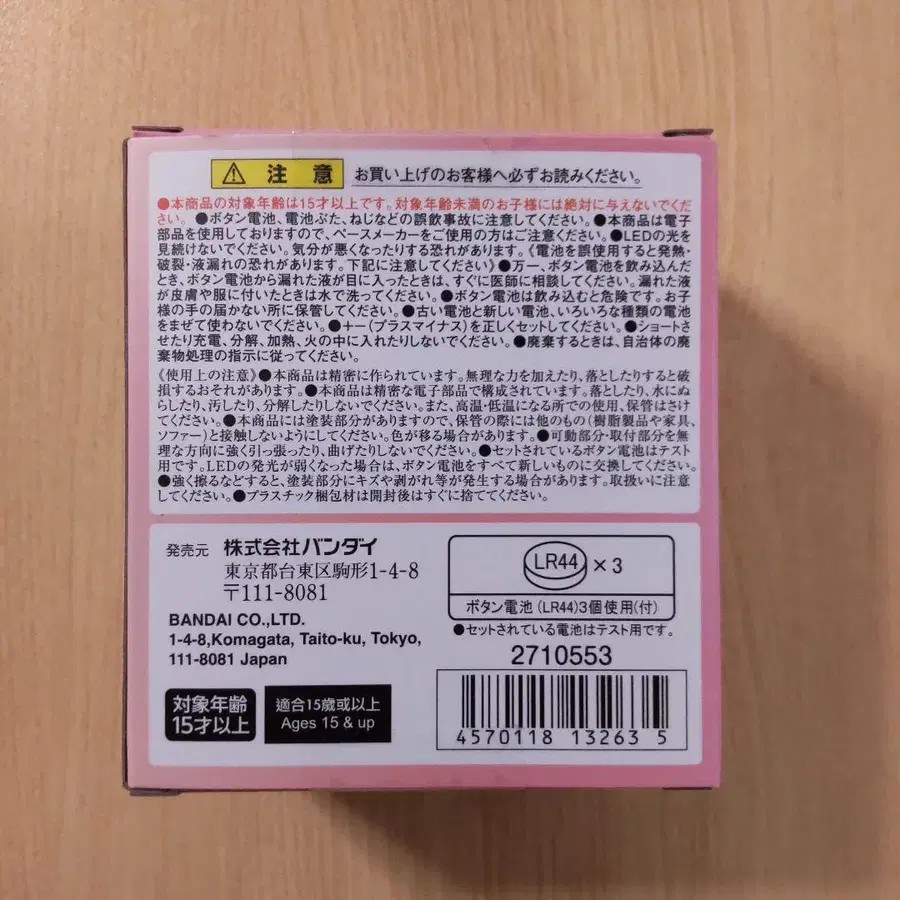 注意 お買い上げのお客様へ必ずお読みください。
●本商品の対象年齢は15才以上です。対象年齢未満のお子様には絶対に与えないでくだ
さい。●ボタン電池、電池ぶた、ねじなどの誤飲事故に注意してください。●本商品は電子
部品を使用しておりますので、ペースメーカーをご使用の方はご注意ください。●LEDの光を
見続けないでください。気分が悪くなったりする恐れがあります。《電池を誤使用すると発熱・
破裂・液漏れの恐れがあります。下記に注意してください》●万一、ボタン電池を飲み込んだ
とき、ボタン電池から漏れた液が目に入ったときは、すぐに医師に相談してください。漏れた液
が皮膚や服に付いたときは水で洗ってください。●ボタン電池は飲み込むと危険です。お子
様の手の届かない所に保管してください。●古い電池と新しい電池、いろいろな種類の電池
をまぜて使わないでください。●+−(プラスマイナス)を正しくセットしてください。●ショートさ
せたり充電、分解、加熱、火の中に入れたりしないでください。●廃棄するときは、自治体の廃
棄物処理の指示に従ってください。
《使用上の注意》●本商品は精密に作られています。無理な力を加えたり、落としたりすると破
損するおそれがあります。●本商品は精密な電子部品で構成されています。落としたり、水にぬ
らしたり、汚したり、分解したりしないでください。また、高温・低温になる所での使用、保管はさけ
てください。●本商品には塗装部分がありますので、保管の際には他のもの(樹脂製品や家具、
ソファー)と接触しないようにしてください。色が移る場合があります。●可動部分・取付部分を無
理な方向に強く引っ張ったり、曲げたりしないでください。●セットされているボタン電池はテスト
用です。LEDの発光が弱くなった場合は、ボタン電池をすべて新しいものに交換してください。
●強く擦るなどすると、塗装部分にキズや剥がれ等が発生する場合があります。取扱いに注意
してください。●プラスチック梱包材は開封後はすぐに捨ててください。
発売元 株式会社バンダイ
東京都台東区駒形1-4-8
〒111-8081
BANDAI CO.,LTD.
1-4-8,Komagata, Taito-ku, Tokyo,
111-8081 Japan
対象年齢
15才以上
適合15歳或以上
Ages 15 & up
LR44 ×3
ボタン電池(LR44)3個使用(付)
●セットされている電池はテスト用です。
2710553
4570118 132635